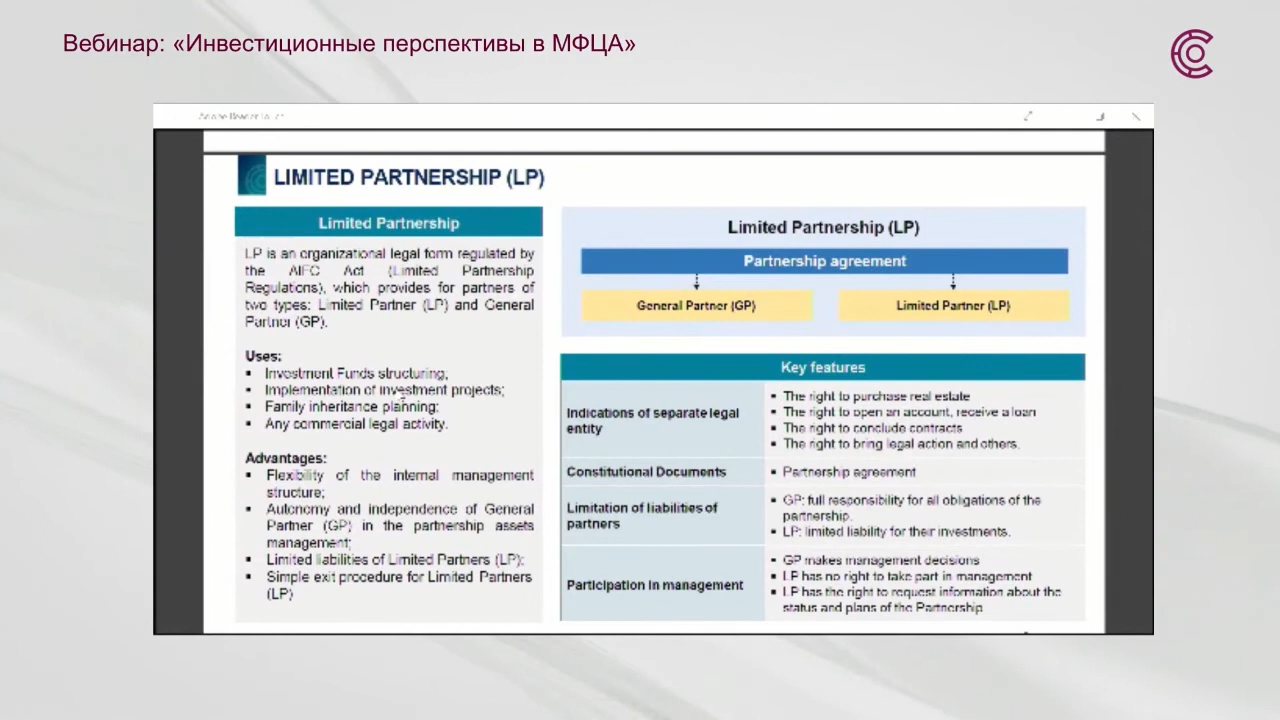 Вебинар: «Инвестиционные перспективы в МФЦА»
LIMITED PARTNERSHIP (LP)
Limited Partnership
LP is an organizational legal form regulated by
the AIFC Act (Limited Partnership
Regulations), which provides for partners of
two types: Limited Partner (LP) and General
Partner (GP).
Uses:
▪ Investment Funds structuring;
▪ Implementation of investment projects;
▪ Family inheritance planning;
▪ Any commercial legal activity.
Advantages:
▪ Flexibility of the internal management
structure;
▪ Autonomy and independence of General
Partner (GP) in the partnership assets
management;
▪ Limited liabilities of Limited Partners (LP);
▪ Simple exit procedure for Limited Partners
(LP)
Limited Partnership (LP)
Partnership agreement
General Partner (GP)
Limited Partner (LP)
Key features
Indications of separate legal
entity
▪ The right to purchase real estate
▪ The right to open an account, receive a loan
▪ The right to conclude contracts
▪ The right to bring legal action and others.
Constitutional Documents
▪ Partnership agreement
Limitation of liabilities of
partners
▪ GP: full responsibility for all obligations of the
partnership.
▪ LP: limited liability for their investments.
Participation in management
▪ GP makes management decisions
▪ LP has no right to take part in management
▪ LP has the right to request information about the
status and plans of the Partnership